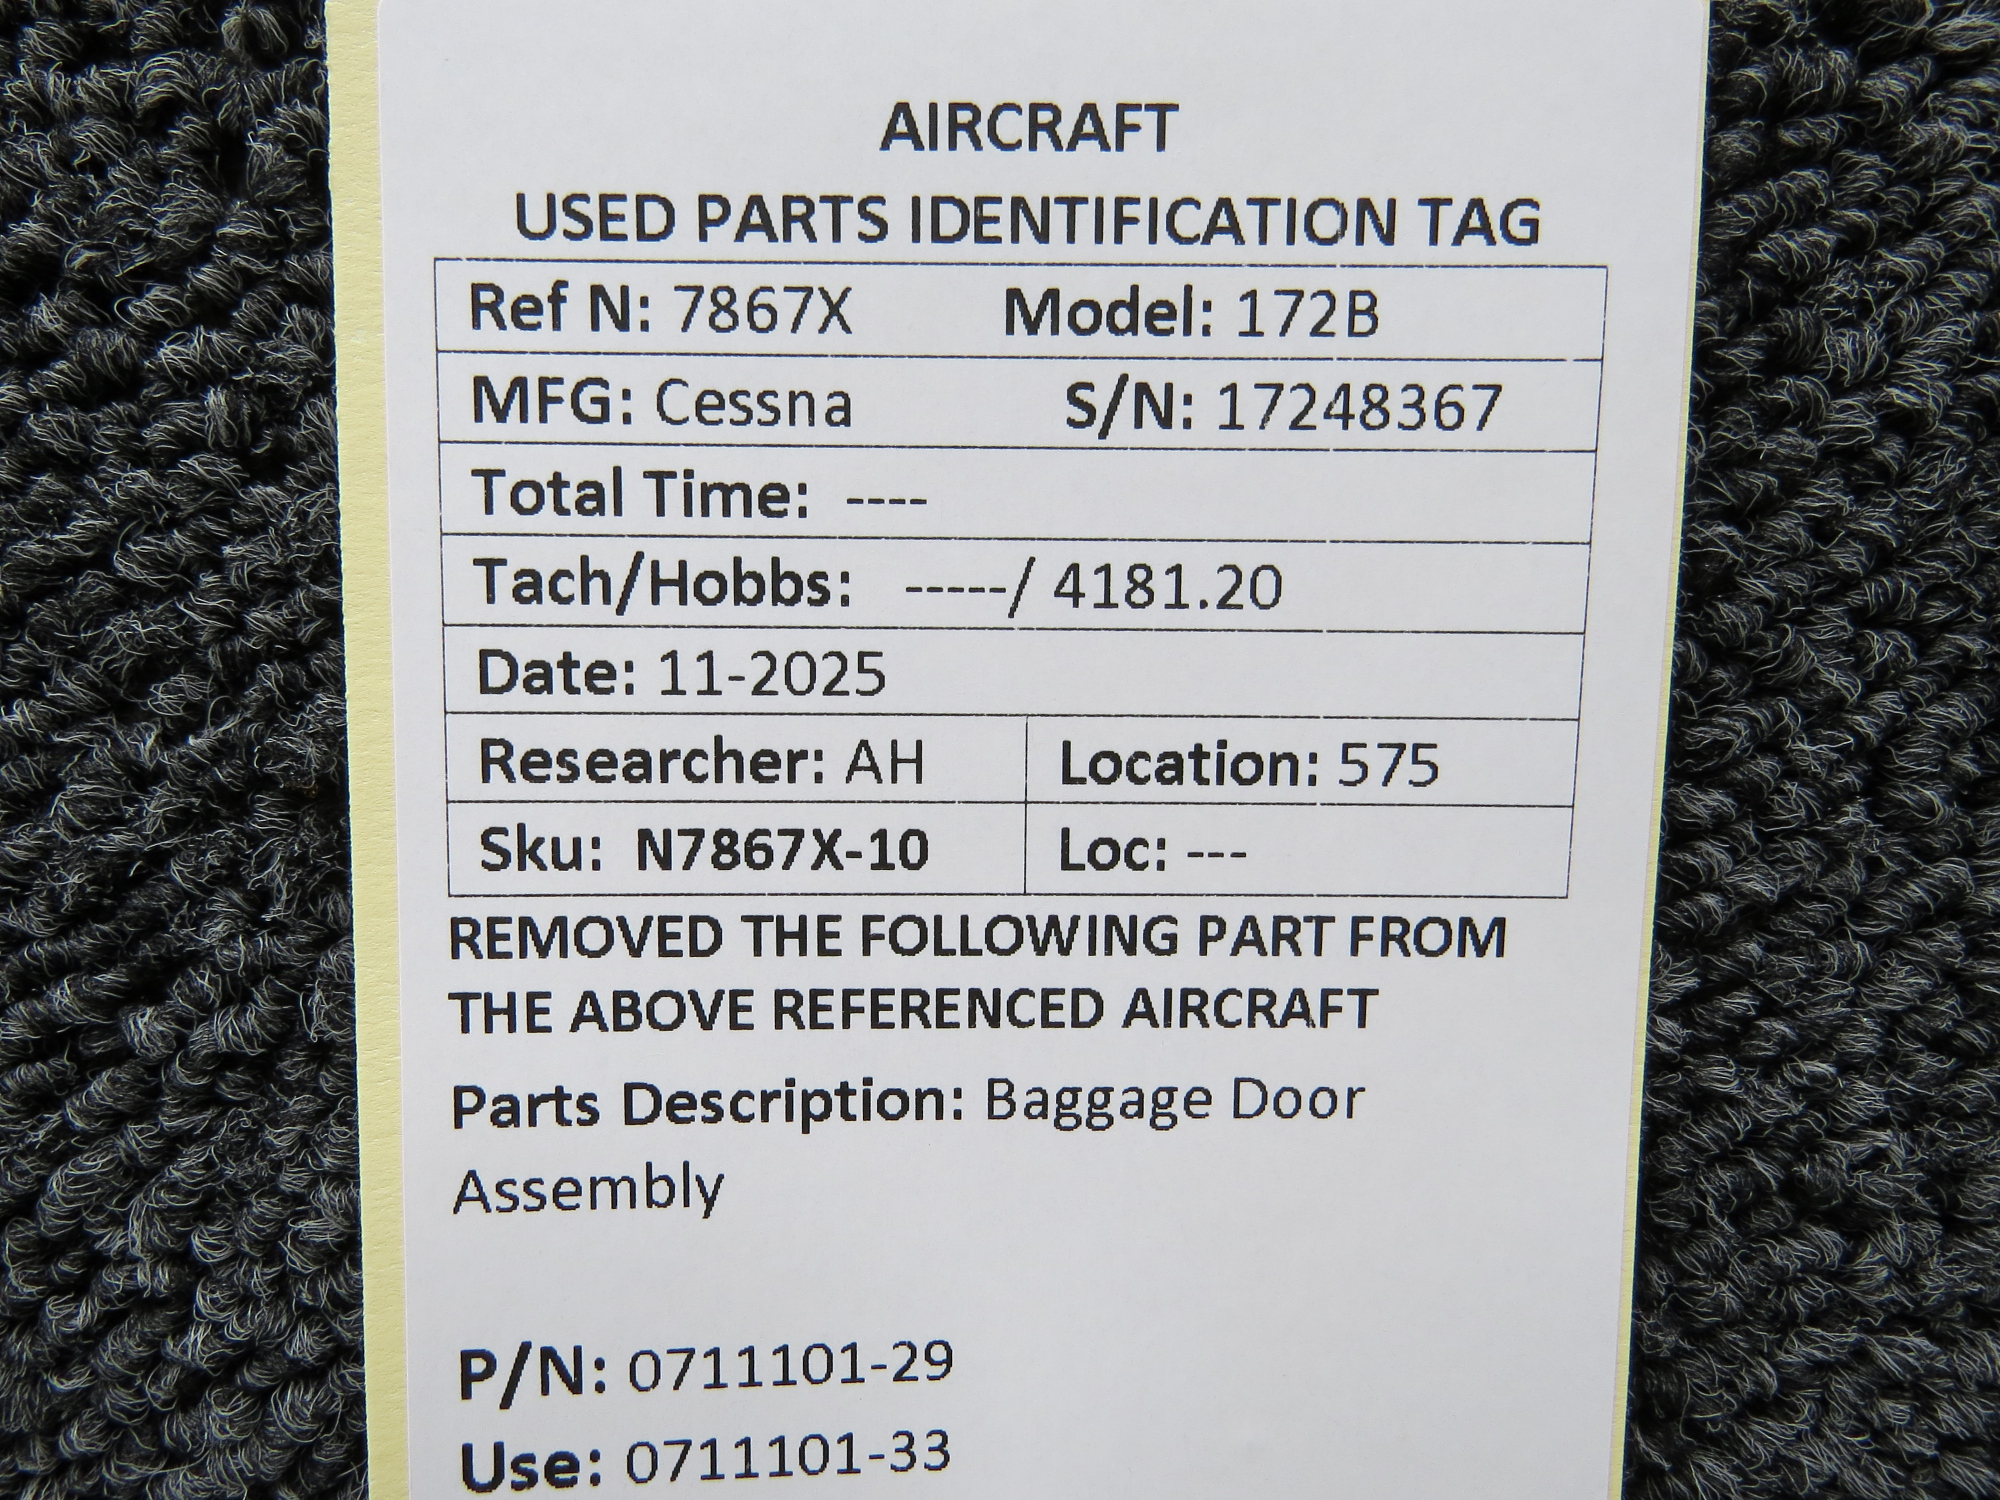 AIRCRAFT
USED PARTS IDENTIFICATION TAG
Ref N: 7867X Model: 172B
MFG: Cessna S/N: 17248367
Total Time: ----
Tach/Hobbs: -----/ 4181.20
Date: 11-2025
Researcher: AH Location: 575
Sku: N7867X-10 Loc: ---
REMOVED THE FOLLOWING PART FROM
THE ABOVE REFERENCED AIRCRAFT
Parts Description: Baggage Door
Assembly
P/N: 0711101-29
Use: 0711101-33